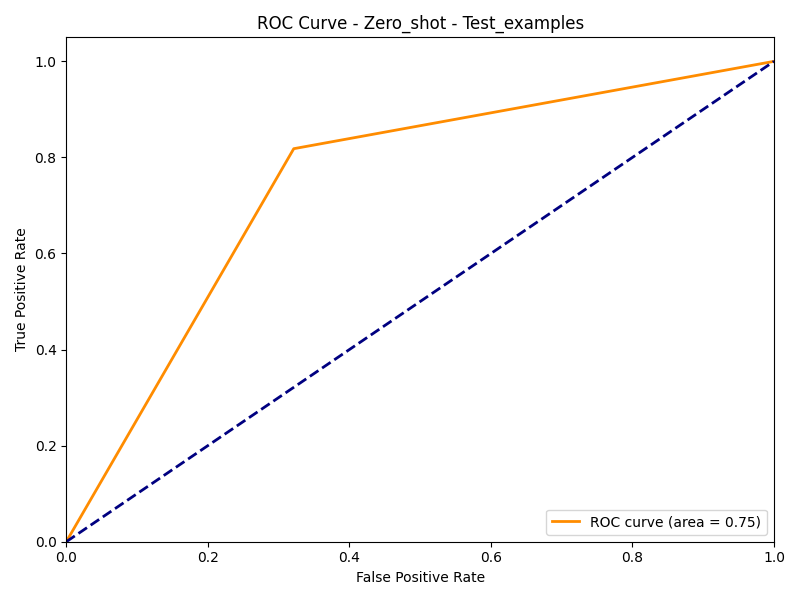 ROC Curve - Zero_shot - Test_examples
True Positive Rate
1.0
0.8
0.6
0.4
0.2
0.0
0.0 0.2 0.4 0.6 0.8 1.0
False Positive Rate
ROC curve (area = 0.75)